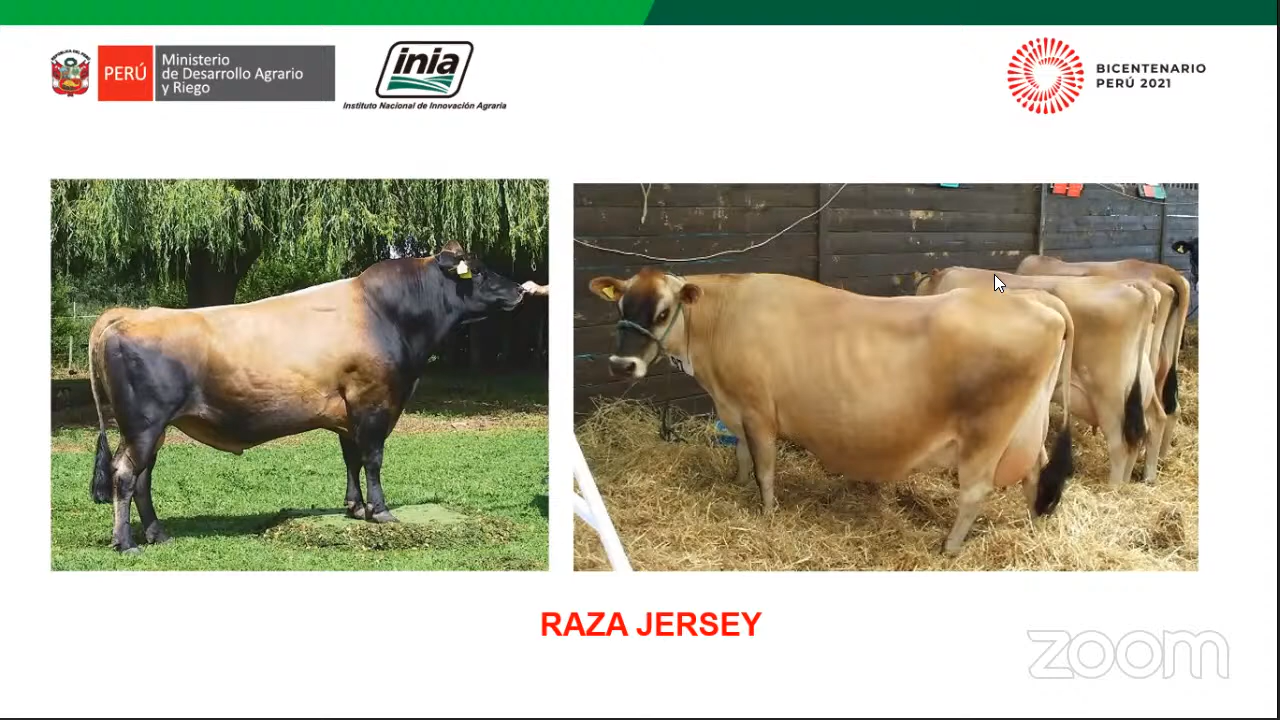 PERÚ
Ministerio
de Desarrollo Agrario
y Riego
inia
Instituto Nacional de Innovación Agraria
BICENTENARIO
PERÚ 2021
RAZA JERSEY
zoom